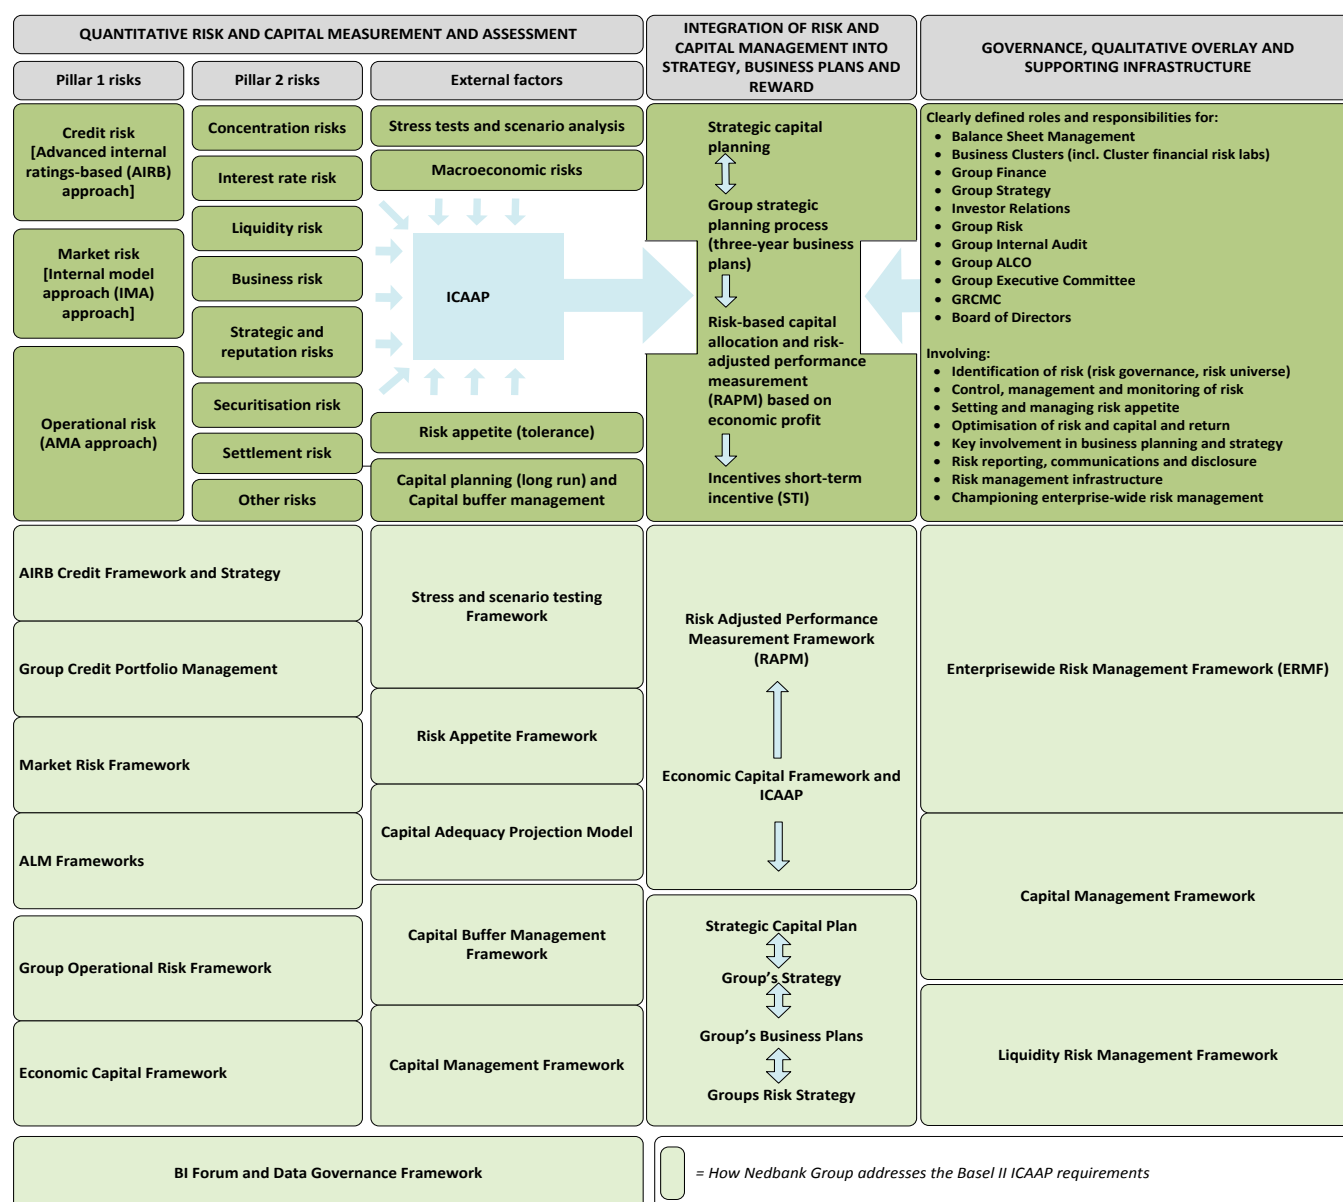 QUANTITATIVE RISK AND CAPITAL MEASUREMENT AND ASSESSMENT
INTEGRATION OF RISK AND
CAPITAL MANAGEMENT INTO
STRATEGY, BUSINESS PLANS AND
REWARD
GOVERNANCE, QUALITATIVE OVERLAY AND
SUPPORTING INFRASTRUCTURE
Pillar 1 risks
Pillar 2 risks
External factors
Credit risk
[Advanced internal
ratings-based (AIRB)
approach]
Market risk
[Internal model
approach (IMA)
approach]
Operational risk
(AMA approach)
Concentration risks
Interest rate risk
Liquidity risk
Business risk
Strategic and
reputation risks
Securitisation risk
Settlement risk
Other risks
Stress tests and scenario analysis
Macroeconomic risks
ICAAP
Risk appetite (tolerance)
Capital planning (long run) and
Capital buffer management
Strategic capital
planning
Group strategic
planning process
(three-year business
plans)
Risk-based capital
allocation and risk-
adjusted performance
measurement
(RAPM) based on
economic profit
Incentives short-term
incentive (STI)
Clearly defined roles and responsibilities for:
• Balance Sheet Management
• Business Clusters (incl. Cluster financial risk labs)
• Group Finance
• Group Strategy
• Investor Relations
• Group Risk
• Group Internal Audit
• Group ALCO
• Group Executive Committee
• GRCMC
• Board of Directors
Involving:
• Identification of risk (risk governance, risk universe)
• Control, management and monitoring of risk
• Setting and managing risk appetite
• Optimisation of risk and capital and return
• Key involvement in business planning and strategy
• Risk reporting, communications and disclosure
• Risk management infrastructure
• Championing enterprise-wide risk management
AIRB Credit Framework and Strategy
Group Credit Portfolio Management
Market Risk Framework
ALM Frameworks
Group Operational Risk Framework
Economic Capital Framework
Stress and scenario testing
Framework
Risk Appetite Framework
Capital Adequacy Projection Model
Capital Buffer Management
Framework
Capital Management Framework
Risk Adjusted Performance
Measurement Framework
(RAPM)
Economic Capital Framework and
ICAAP
Strategic Capital Plan
Group's Strategy
Group's Business Plans
Groups Risk Strategy
Enterprisewide Risk Management Framework (ERMF)
Capital Management Framework
Liquidity Risk Management Framework
BI Forum and Data Governance Framework
= How Nedbank Group addresses the Basel II ICAAP requirements